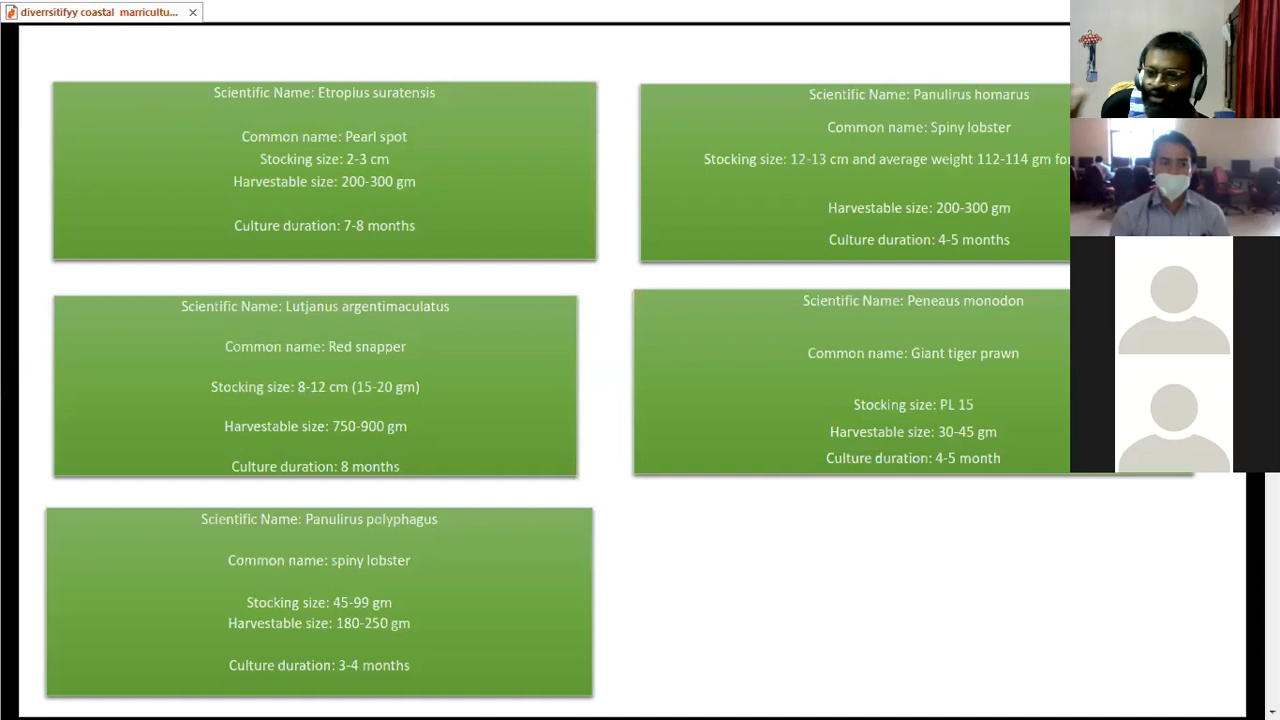 diverrsitifyy coastal marricultu...
Scientific Name: Etropius suratensis
Common name: Pearl spot
Stocking size: 2-3 cm
Harvestable size: 200-300 gm
Culture duration: 7-8 months
Scientific Name: Panulirus homarus
Common name: Spiny lobster
Stocking size: 12-13 cm and average weight 112-114 gm fo
Harvestable size: 200-300 gm
Culture duration: 4-5 months
Scientific Name: Lutjanus argentimaculatus
Common name: Red snapper
Stocking size: 8-12 cm (15-20 gm)
Harvestable size: 750-900 gm
Culture duration: 8 months
Scientific Name: Peneaus monodon
Common name: Giant tiger prawn
Stocking size: PL 15
Harvestable size: 30-45 gm
Culture duration: 4-5 month
Scientific Name: Panulirus polyphagus
Common name: spiny lobster
Stocking size: 45-99 gm
Harvestable size: 180-250 gm
Culture duration: 3-4 months